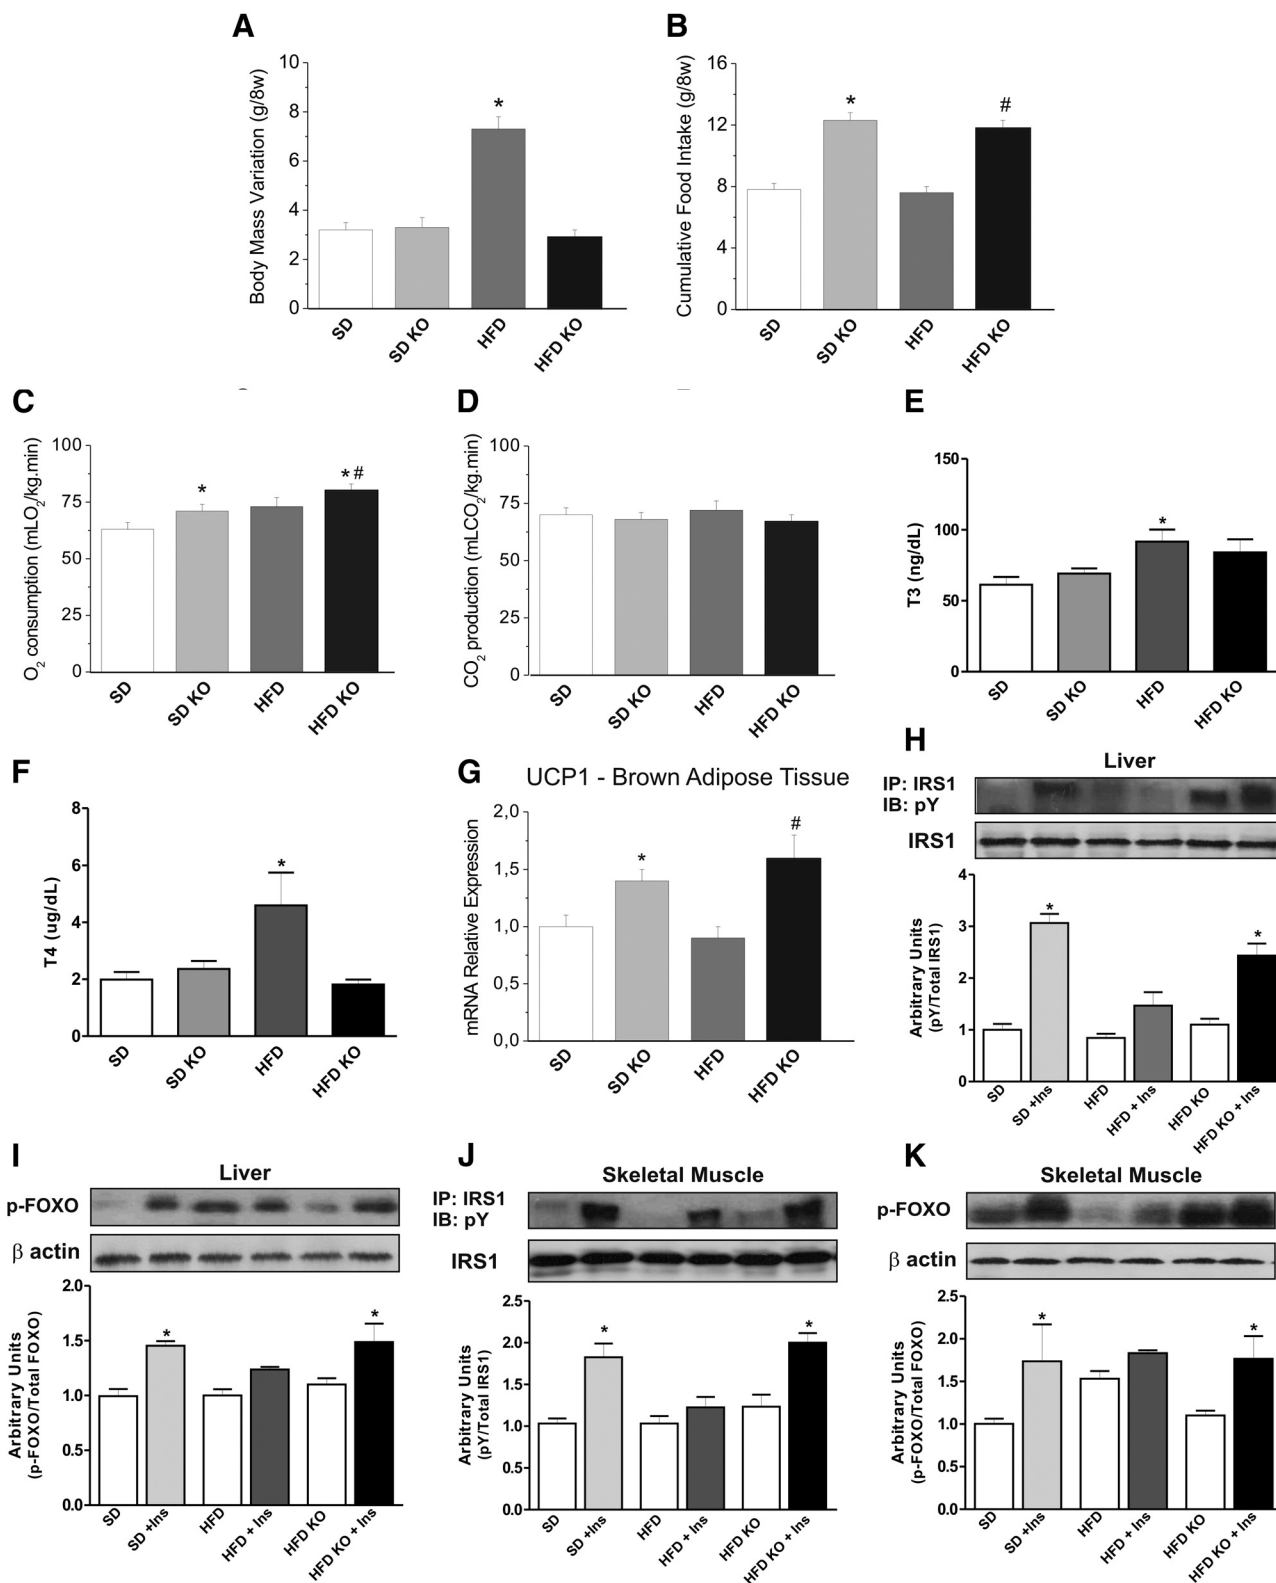 A
Body Mass Variation (g/8w)
10
8
6
4
2
0
*
SD
SD KO
HFD
HFD KO
B
Cumulative Food Intake (g/8w)
16
12
8
4
0
*
#
SD
SD KO
HFD
HFD KO
C
O2 consumption (mLO2/kg.min)
100
75
50
25
0
*
*#
SD
SD KO
HFD
HFD KO
D
CO2 production (mLCO2/kg.min)
100
75
50
25
0
SD
SD KO
HFD
HFD KO
E
T3 (ng/dL)
150
100
50
0
*
SD
SD KO
HFD
HFD KO
F
T4 (ug/dL)
8
6
4
2
0
*
SD
SD KO
HFD
HFD KO
G
UCP1 - Brown Adipose Tissue
mRNA Relative Expression
2,0
1,5
1,0
0,5
0,0
*
#
SD
SD KO
HFD
HFD KO
H
Liver
IP: IRS1
IB: pY
IRS1
Arbitrary Units
(pY/Total IRS1)
4
3
2
1
0
*
*
SD
SD +Ins
HFD
HFD + Ins
HFD KO
HFD KO + Ins
I
Liver
p-FOXO
β actin
Arbitrary Units
(p-FOXO/Total FOXO)
2.0
1.5
1.0
0.5
0.0
*
*
SD
SD +Ins
HFD
HFD + Ins
HFD KO
HFD KO + Ins
J
Skeletal Muscle
IP: IRS1
IB: pY
IRS1
Arbitrary Units
(pY/Total IRS1)
2.5
2.0
1.5
1.0
0.5
0.0
*
*
SD
SD +Ins
HFD
HFD + Ins
HFD KO
HFD KO + Ins
K
Skeletal Muscle
p-FOXO
β actin
Arbitrary Units
(p-FOXO/Total FOXO)
2.5
2.0
1.5
1.0
0.5
0.0
*
*
SD
SD +Ins
HFD
HFD + Ins
HFD KO
HFD KO + Ins